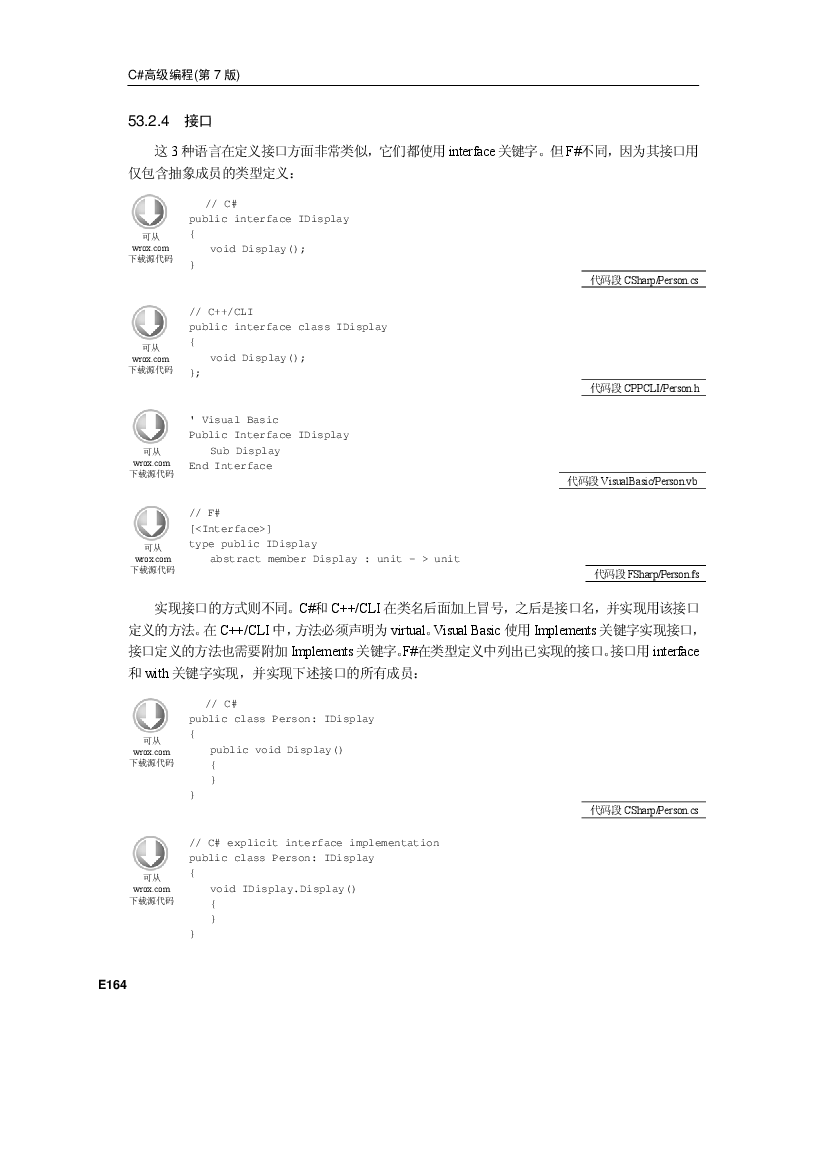 C#高级编程(第 7 版)
53.2.4 接口
这 3 种语言在定义接口方面非常类似，它们都使用 interface 关键字。但 F#不同，因为其接口用
仅包含抽象成员的类型定义：
可从
wrox.com
下载源代码
// C#
public interface IDisplay
{
void Display();
}
代码段 CSharp/Person.cs
可从
wrox.com
下载源代码
// C++/CLI
public interface class IDisplay
{
void Display();
};
代码段 CPPCLI/Person.h
可从
wrox.com
下载源代码
' Visual Basic
Public Interface IDisplay
Sub Display
End Interface
代码段 VisualBasic/Person.vb
可从
wrox.com
下载源代码
// F#
[<Interface>]
type public IDisplay
abstract member Display : unit - > unit
代码段 FSharp/Person.fs
实现接口的方式则不同。C#和 C++/CLI 在类名后面加上冒号，之后是接口名，并实现用该接口
定义的方法。在 C++/CLI 中，方法必须声明为 virtual。Visual Basic 使用 Implements 关键字实现接口，
接口定义的方法也需要附加 Implements 关键字。F#在类型定义中列出已实现的接口。接口用 interface
和 with 关键字实现，并实现下述接口的所有成员：
可从
wrox.com
下载源代码
// C#
public class Person: IDisplay
{
public void Display()
{
}
}
代码段 CSharp/Person.cs
可从
wrox.com
下载源代码
// C# explicit interface implementation
public class Person: IDisplay
{
void IDisplay.Display()
{
}
}
E164